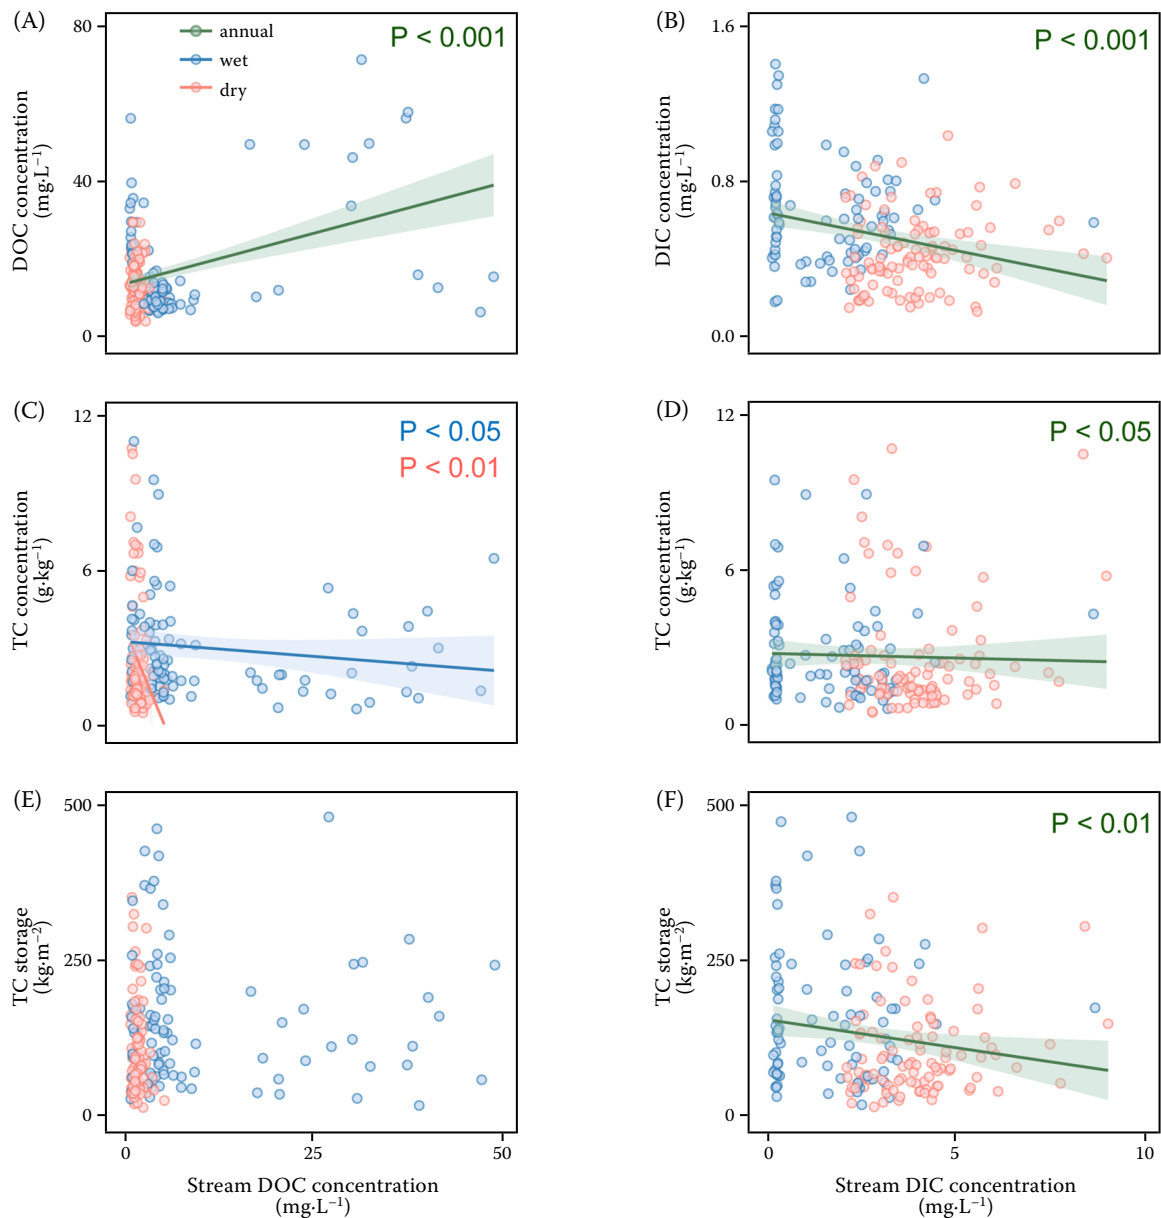 (A)
80
40
0
DOC concentration
(mg·L⁻¹)
annual
wet
dry
P < 0.001
(B)
1.6
0.8
0.0
DIC concentration
(mg·L⁻¹)
P < 0.001
(C)
12
6
0
TC concentration
(g·kg⁻¹)
P < 0.05
P < 0.01
(D)
12
6
0
TC concentration
(g·kg⁻¹)
P < 0.05
(E)
500
250
0
TC storage
(kg·m⁻²)
0
25
50
Stream DOC concentration
(mg·L⁻¹)
(F)
500
250
0
TC storage
(kg·m⁻²)
P < 0.01
0
5
10
Stream DIC concentration
(mg·L⁻¹)